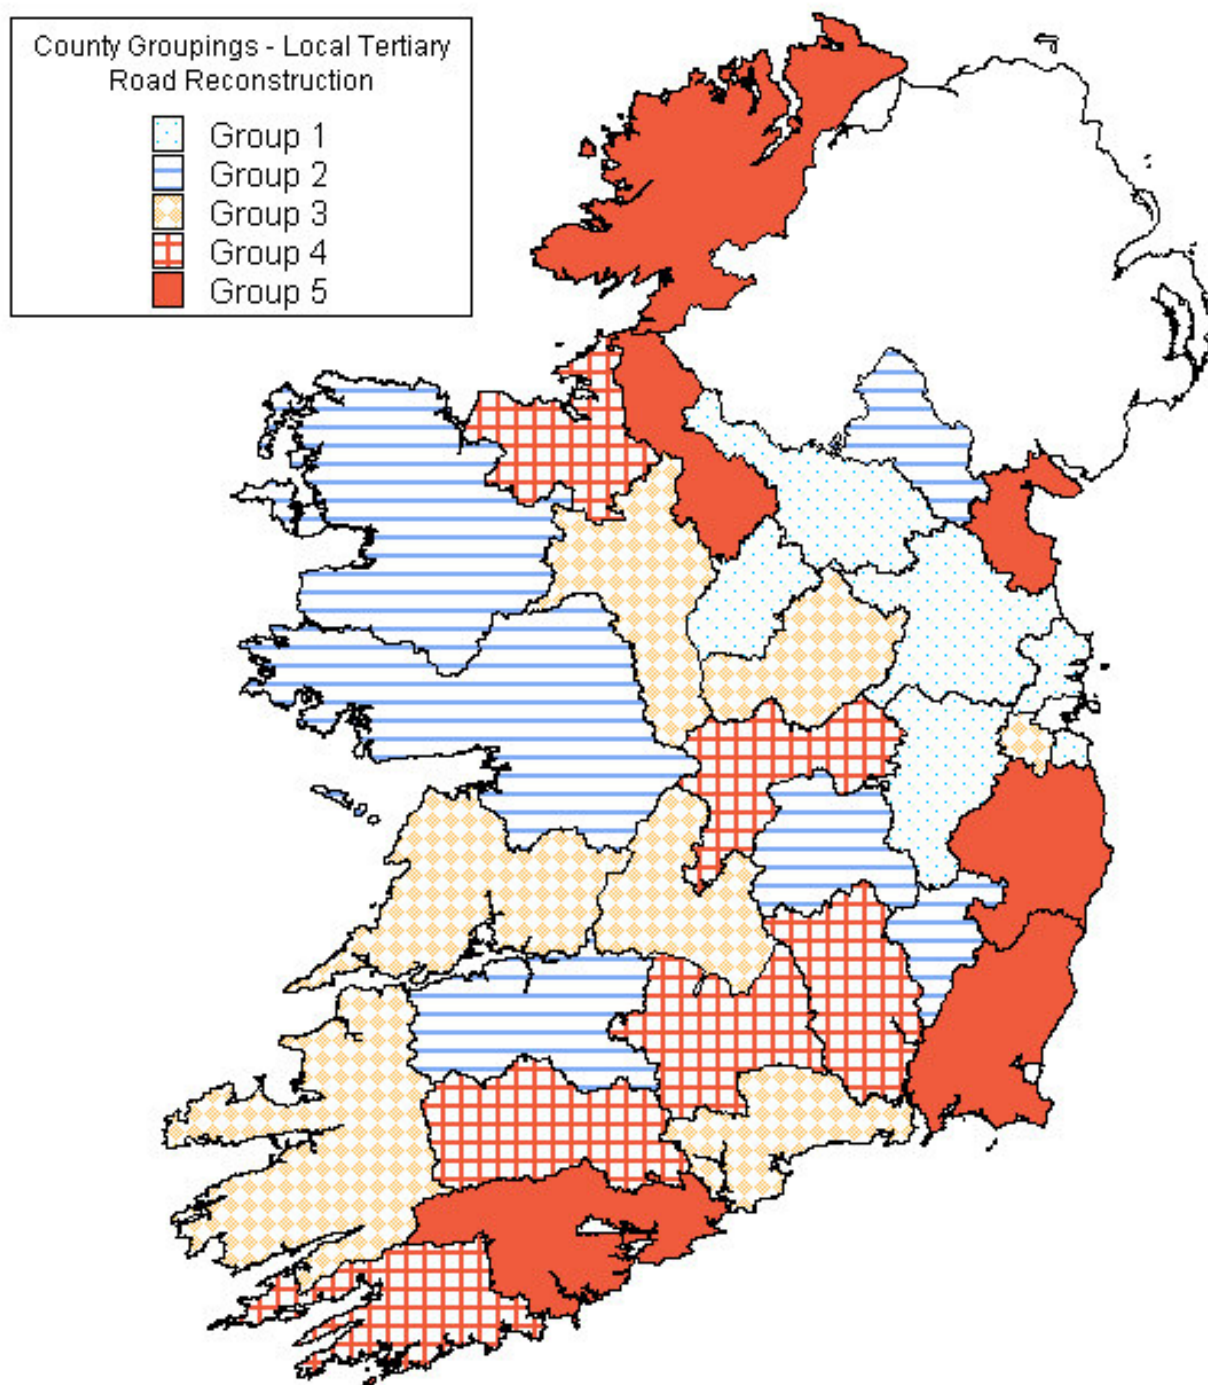 County Groupings - Local Tertiary
Road Reconstruction
Group 1
Group 2
Group 3
Group 4
Group 5